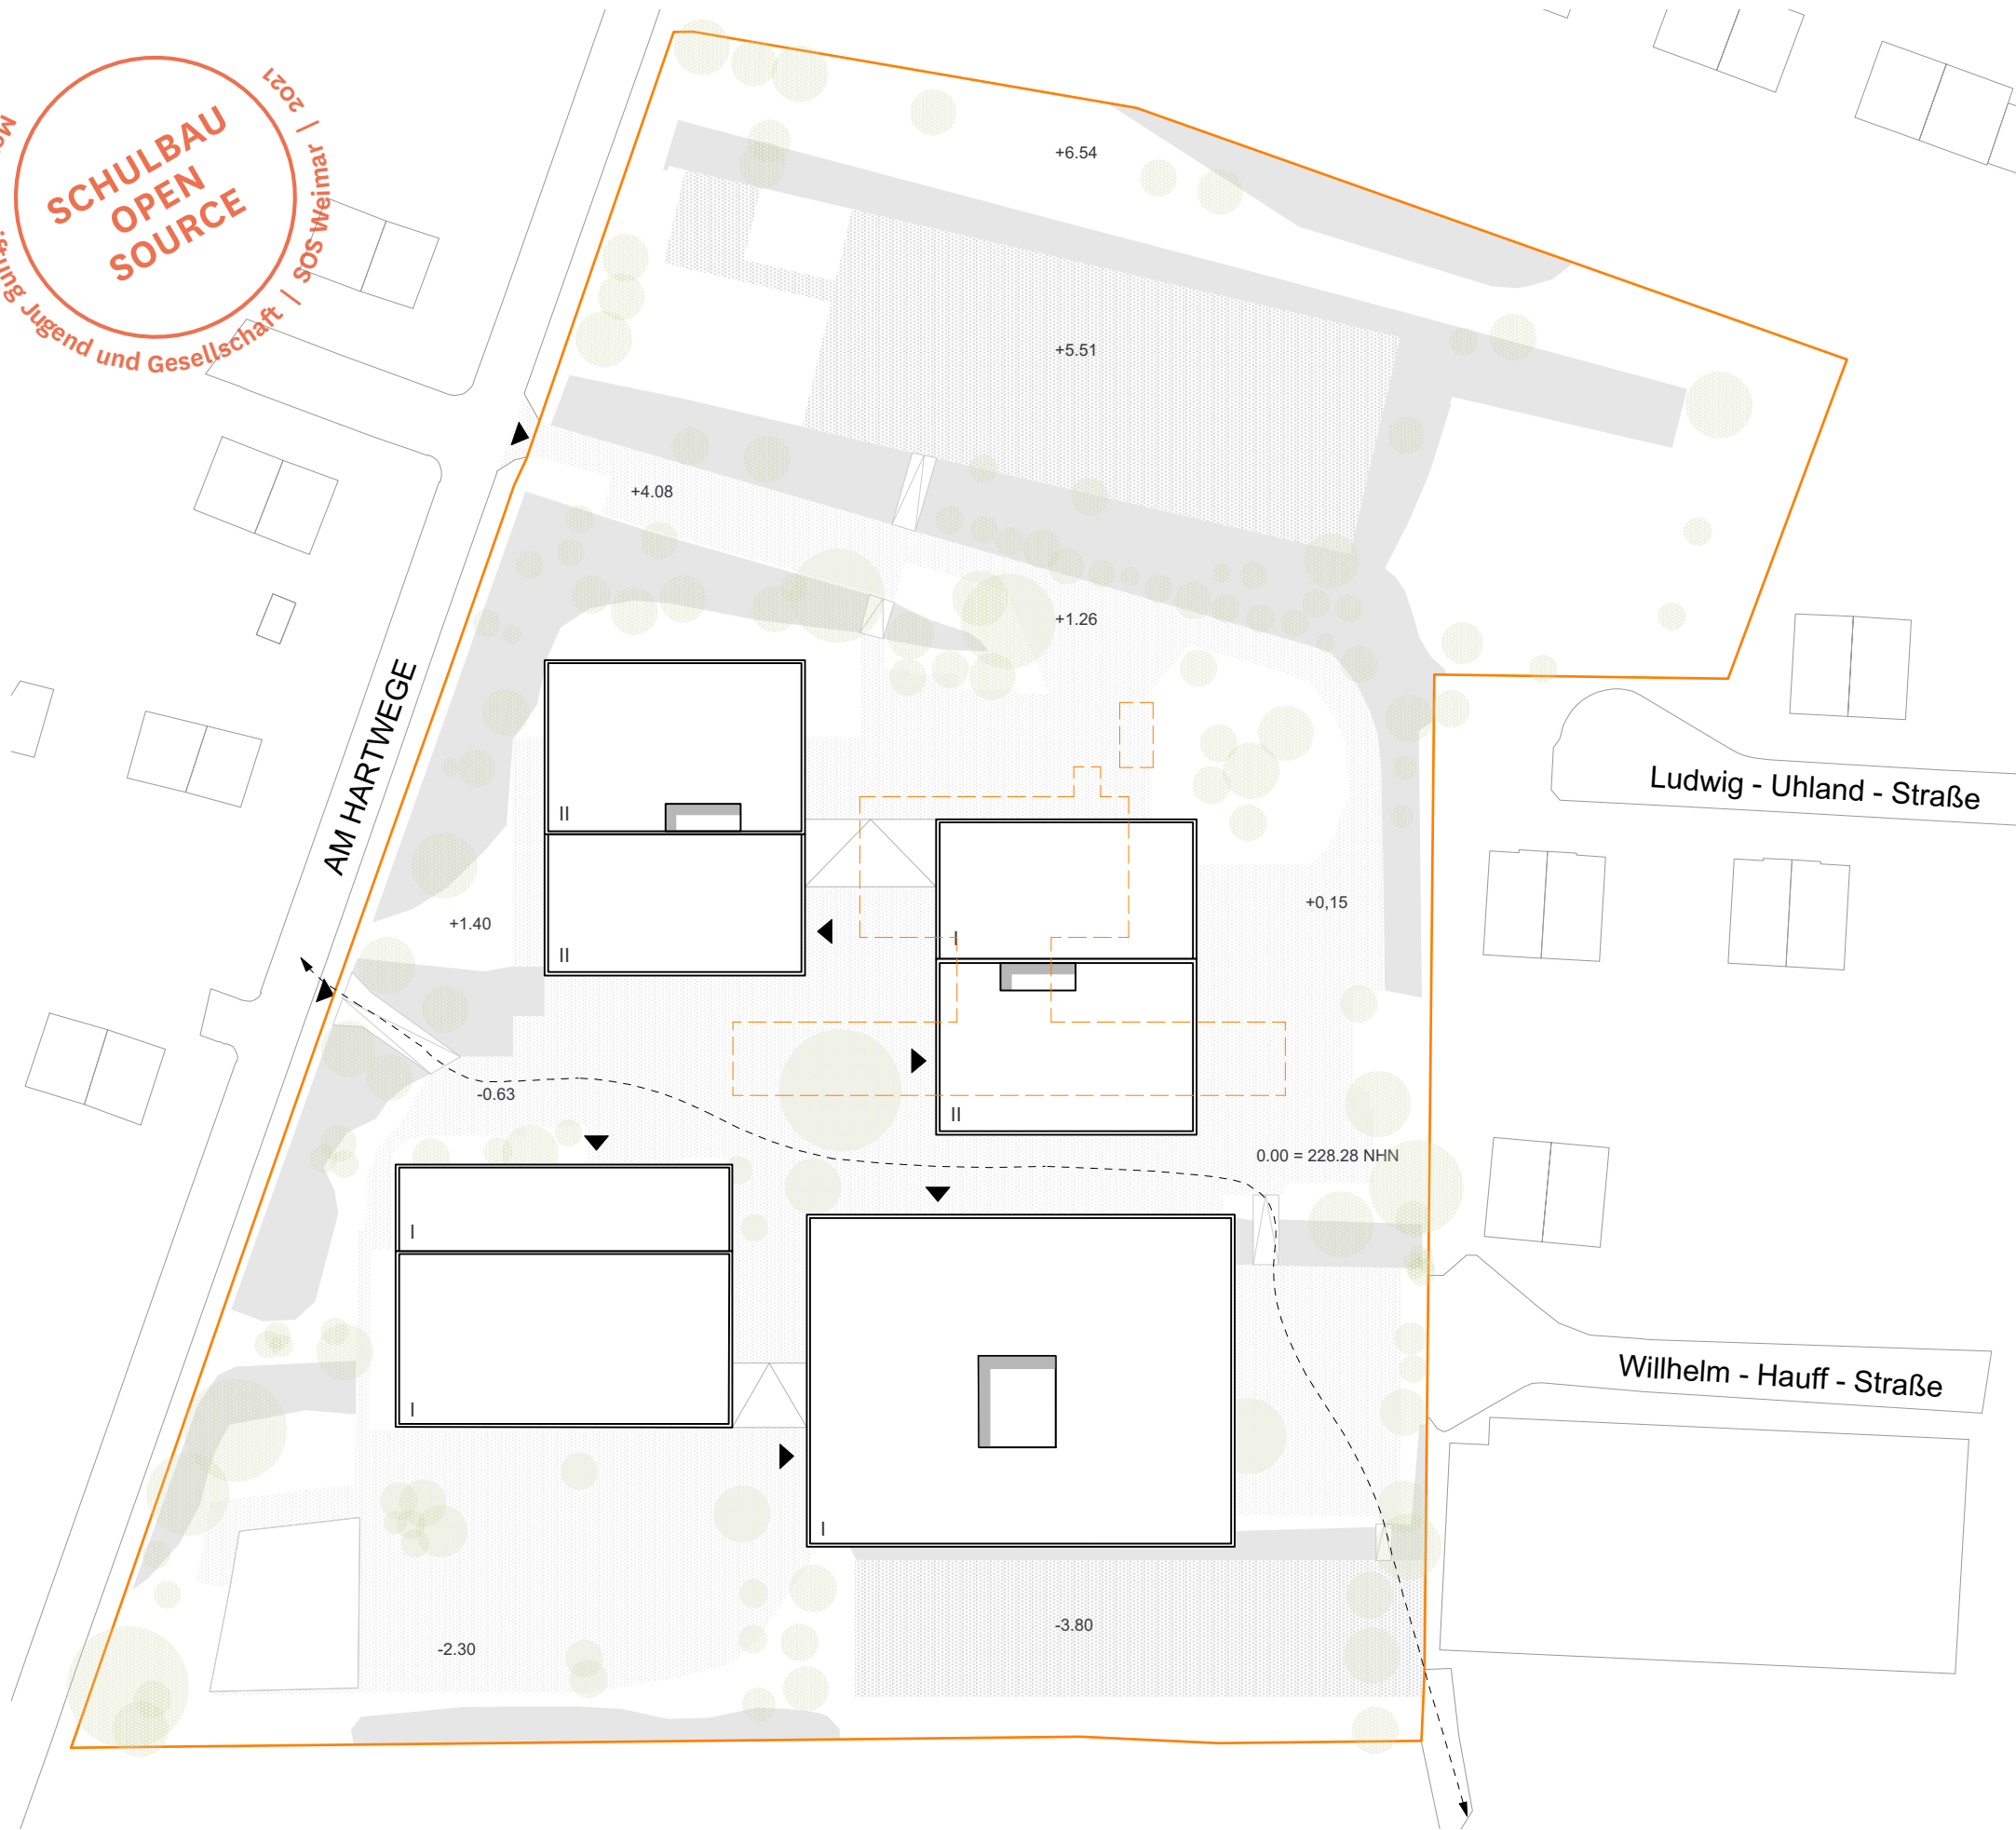 SCHULBAU
OPEN
SOURCE
Jugend und Gesellschaft | SOS Weimar | 2021
+6.54
+5.51
+4.08
+1.26
AM HARTWEGE
Ludwig - Uhland - Straße
II
+1.40
II
I
+0,15
-0.63
II
0.00 = 228.28 NHN
I
Willhelm - Hauff - Straße
I
I
-3.80
-2.30